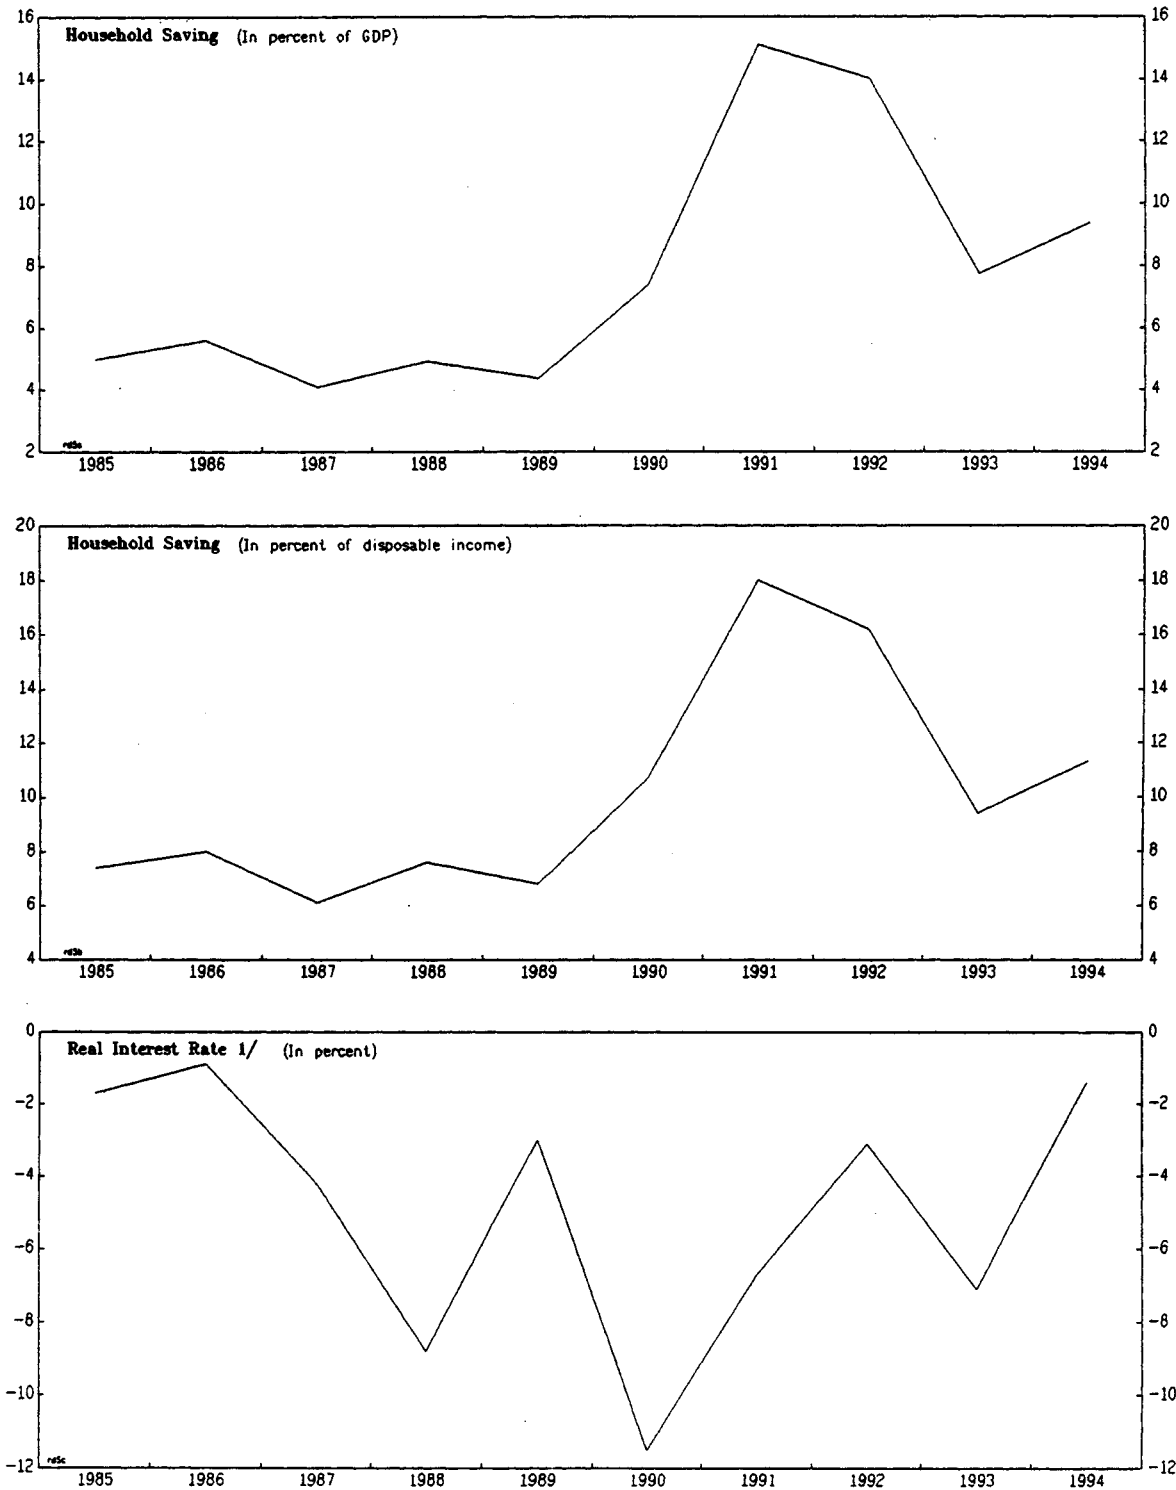 Household Saving (In percent of GDP)
16 16
14 14
12 12
10 10
8 8
6 6
4 4
2 2
rd5a
1985 1986 1987 1988 1989 1990 1991 1992 1993 1994
Household Saving (In percent of disposable income)
20 20
18 18
16 16
14 14
12 12
10 10
8 8
6 6
4 4
rd5b
1985 1986 1987 1988 1989 1990 1991 1992 1993 1994
Real Interest Rate 1/ (In percent)
0 0
-2 -2
-4 -4
-6 -6
-8 -8
-10 -10
-12 -12
rd5c
1985 1986 1987 1988 1989 1990 1991 1992 1993 1994